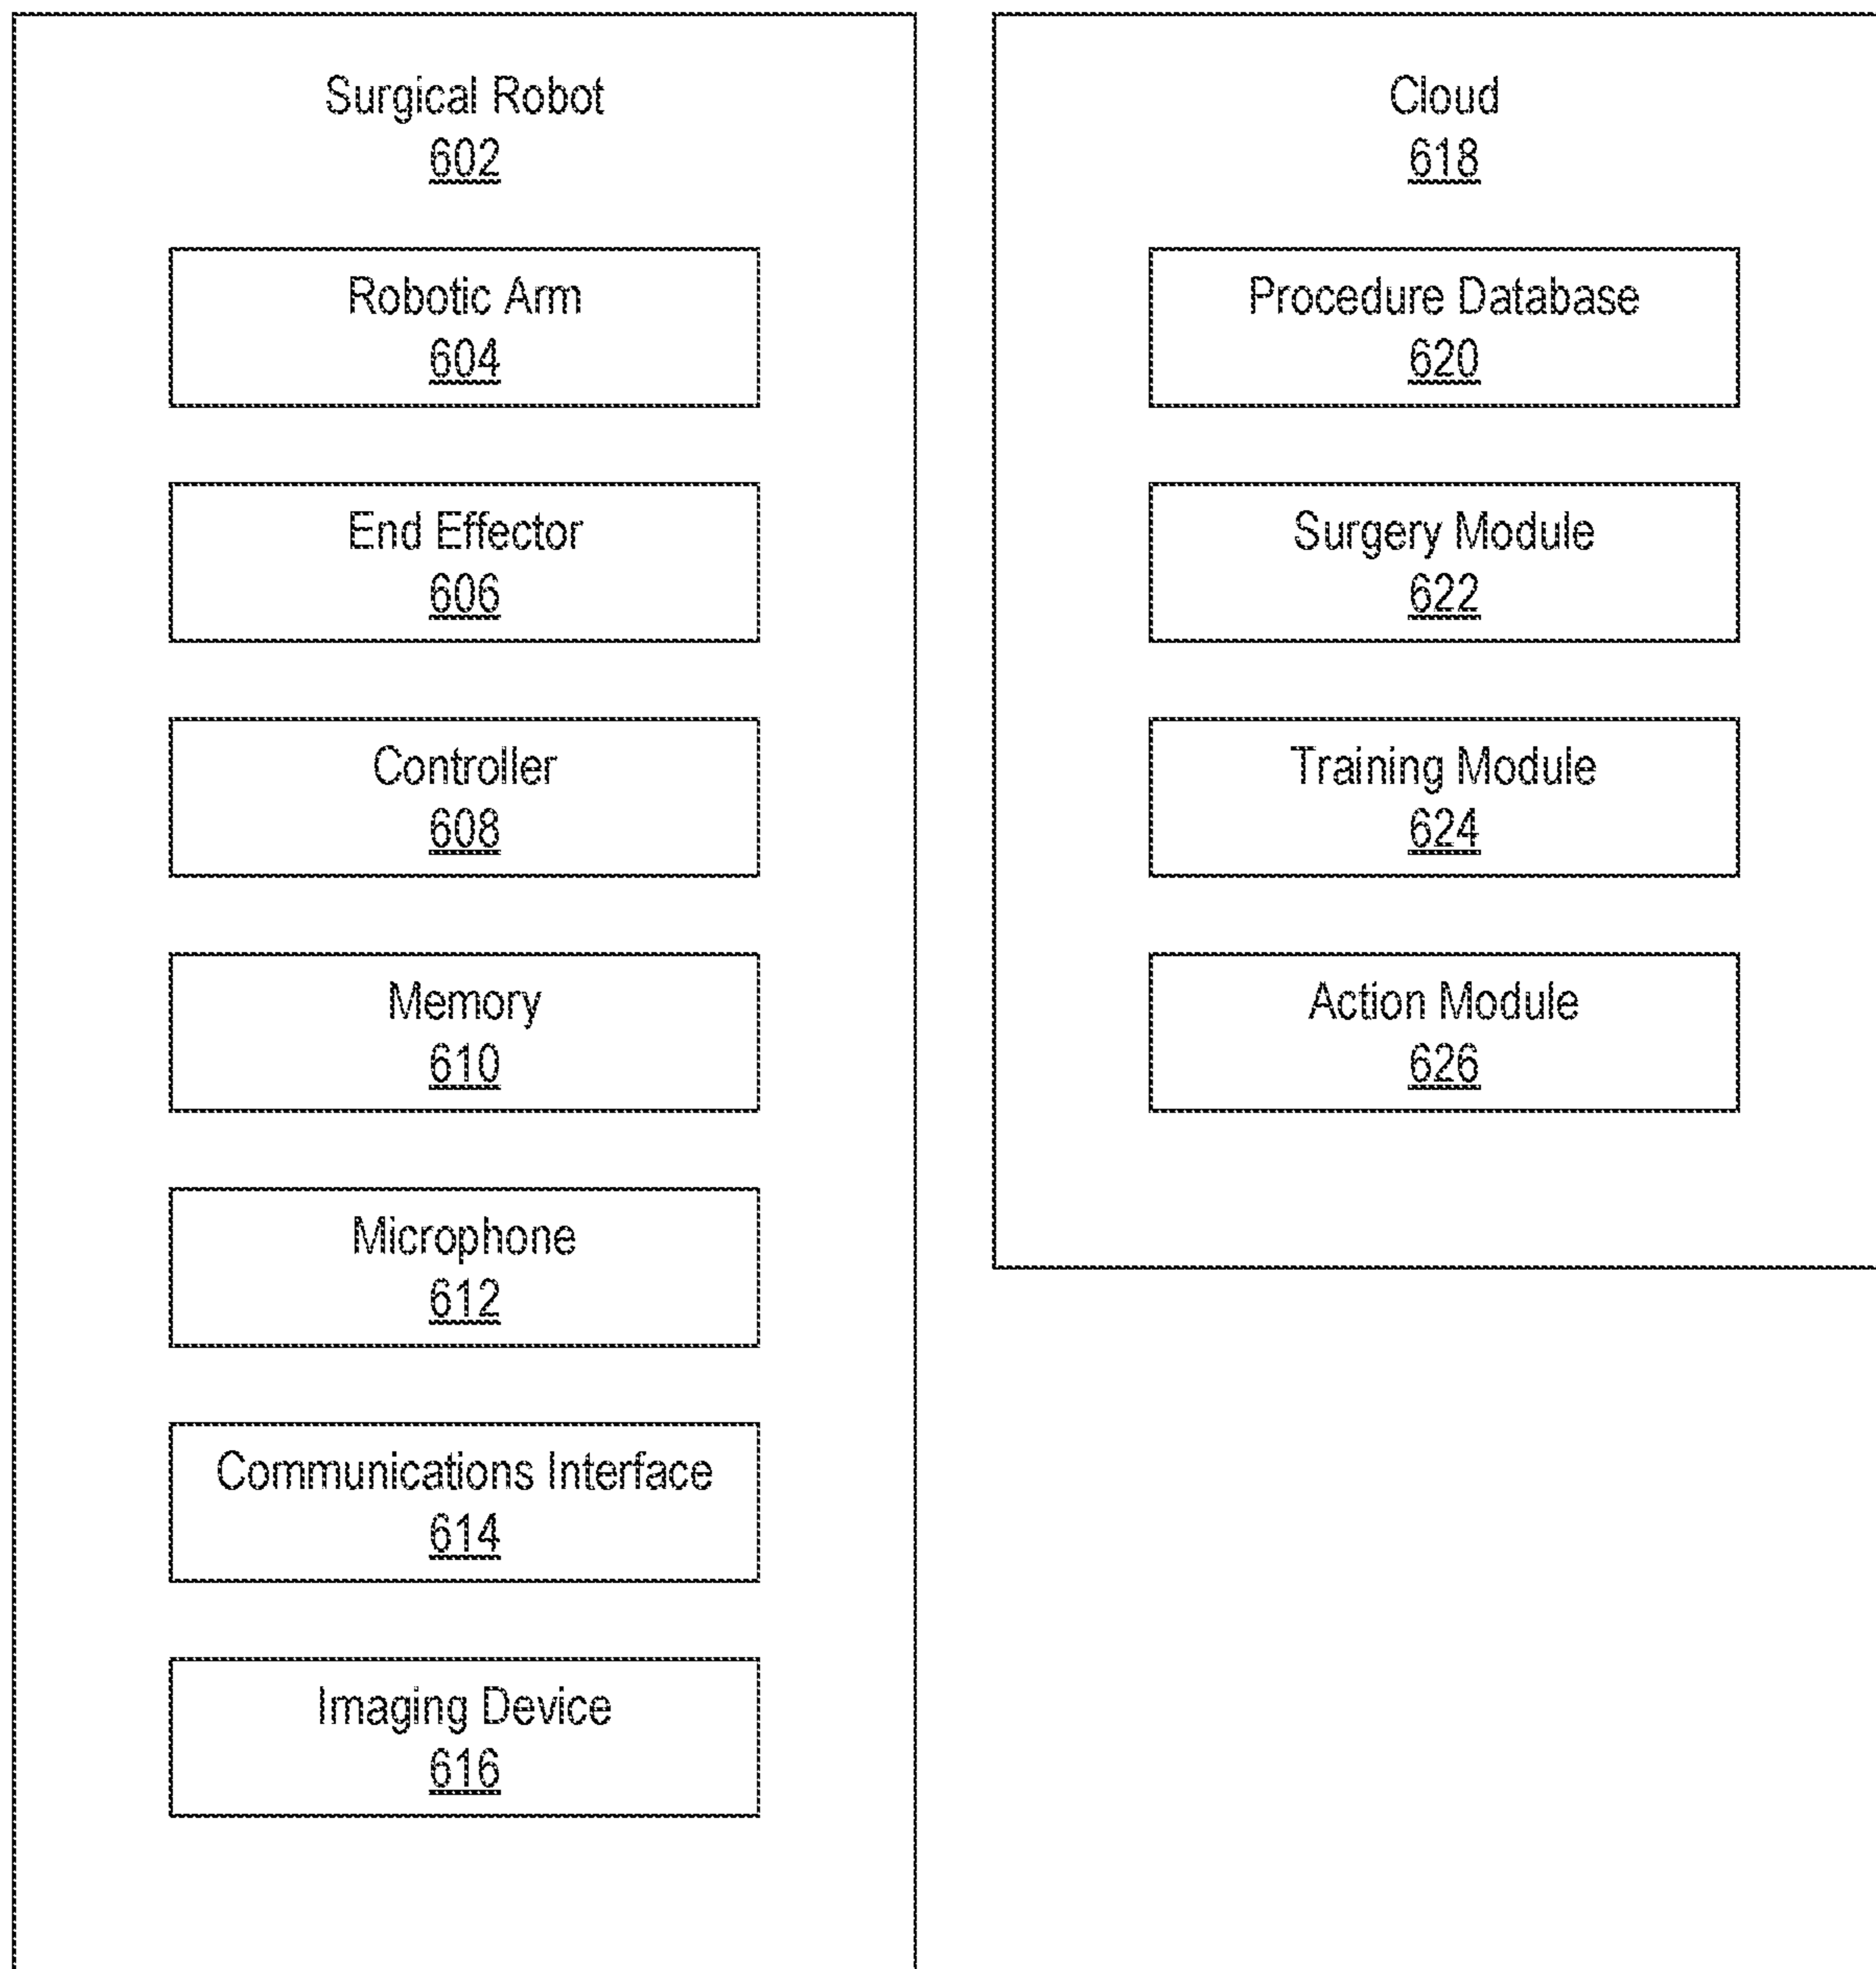 Surgical Robot
602
Robotic Arm
604
End Effector
606
Controller
608
Memory
610
Microphone
612
Communications Interface
614
Imaging Device
616
Cloud
618
Procedure Database
620
Surgery Module
622
Training Module
624
Action Module
626